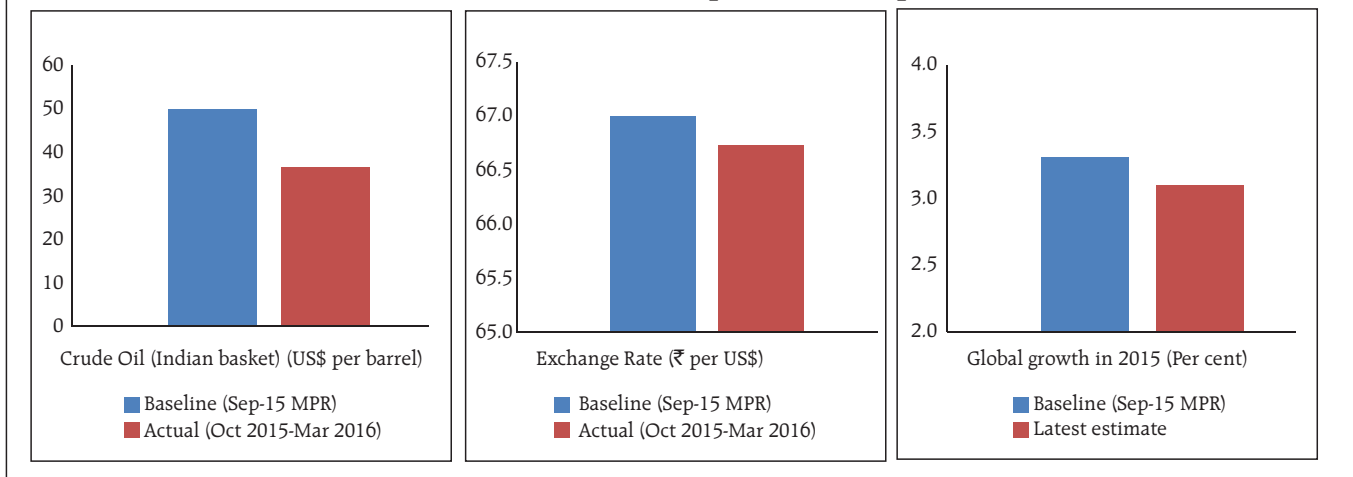 60
50
40
30
20
10
0
Crude Oil (Indian basket) (US$ per barrel)
Baseline (Sep-15 MPR)
Actual (Oct 2015-Mar 2016)
67.5
67.0
66.5
66.0
65.5
65.0
Exchange Rate (₹ per US$)
Baseline (Sep-15 MPR)
Actual (Oct 2015-Mar 2016)
4.0
3.5
3.0
2.5
2.0
Global growth in 2015 (Per cent)
Baseline (Sep-15 MPR)
Latest estimate